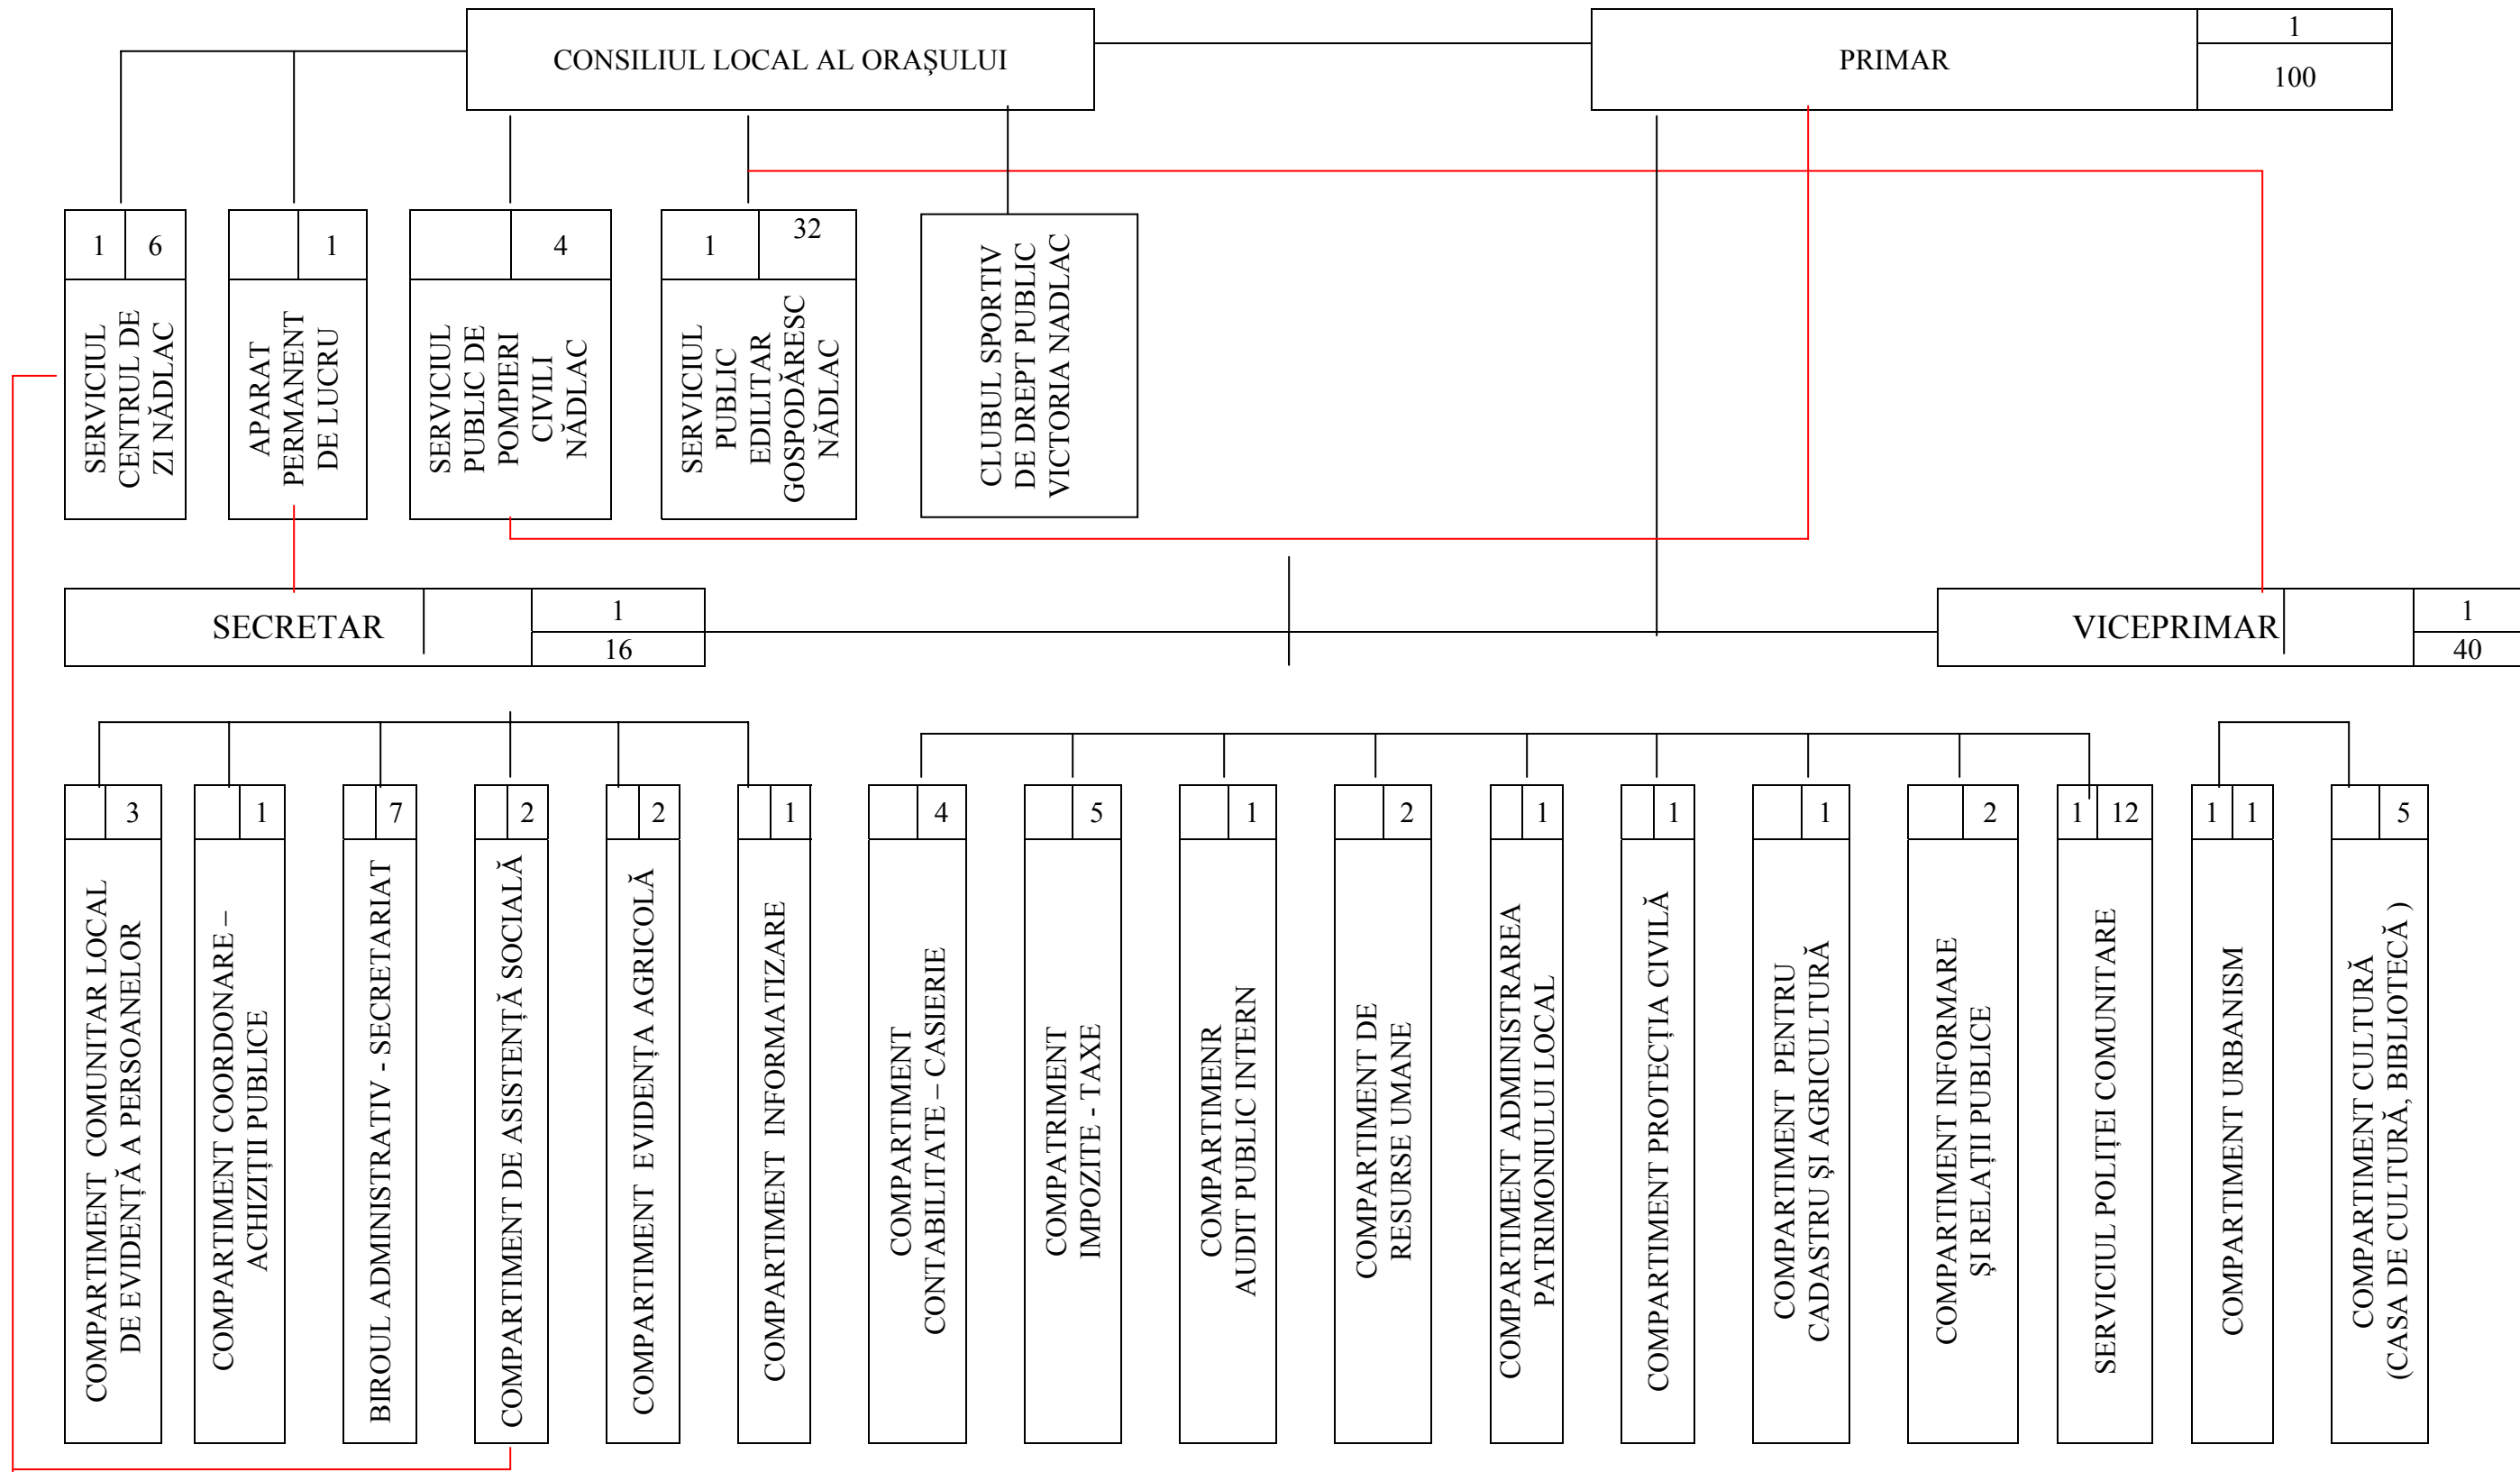 CONSILIUL LOCAL AL ORAŞULUI
PRIMAR
1
100
1
6
SERVICIUL
CENTRUL DE
ZI NĂDLAC
1
APARAT
PERMANENT
DE LUCRU
4
SERVICIUL
PUBLIC DE
POMPIERI
CIVILI
NĂDLAC
1
32
SERVICIUL
PUBLIC
EDILITAR
GOSPODĂRESC
NĂDLAC
CLUBUL SPORTIV
DE DREPT PUBLIC
VICTORIA NADLAC
SECRETAR
1
16
VICEPRIMAR
1
40
3
COMPARTIMENT COMUNITAR LOCAL
DE EVIDENȚĂ A PERSOANELOR
1
COMPARTIMENT COORDONARE –
ACHIZIȚII PUBLICE
7
BIROUL ADMINISTRATIV - SECRETARIAT
2
COMPARTIMENT DE ASISTENȚĂ SOCIALĂ
2
COMPARTIMENT EVIDENȚA AGRICOLĂ
1
COMPARTIMENT INFORMATIZARE
4
COMPARTIMENT
CONTABILITATE – CASIERIE
5
COMPATRIMENT
IMPOZITE - TAXE
1
COMPARTIMENR
AUDIT PUBLIC INTERN
2
COMPARTIMENT DE
RESURSE UMANE
1
COMPARTIMENT ADMINISTRAREA
PATRIMONIULUI LOCAL
1
COMPARTIMENT PROTECȚIA CIVILĂ
1
COMPARTIMENT PENTRU
CADASTRU ȘI AGRICULTURĂ
2
COMPARTIMENT INFORMARE
ŞI RELAȚII PUBLICE
1
12
SERVICIUL POLIȚIEI COMUNITARE
1
1
COMPARTIMENT URBANISM
5
COMPARTIMENT CULTURĂ
(CASA DE CULTURĂ, BIBLIOTECĂ )